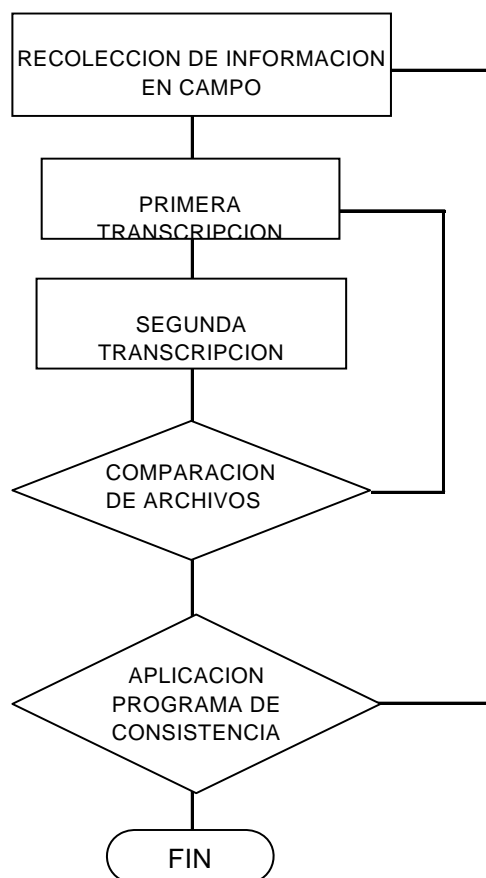 RECOLECCION DE INFORMACION
EN CAMPO
PRIMERA
TRANSCRIPCION
SEGUNDA
TRANSCRIPCION
COMPARACION
DE ARCHIVOS
APLICACION
PROGRAMA DE
CONSISTENCIA
FIN